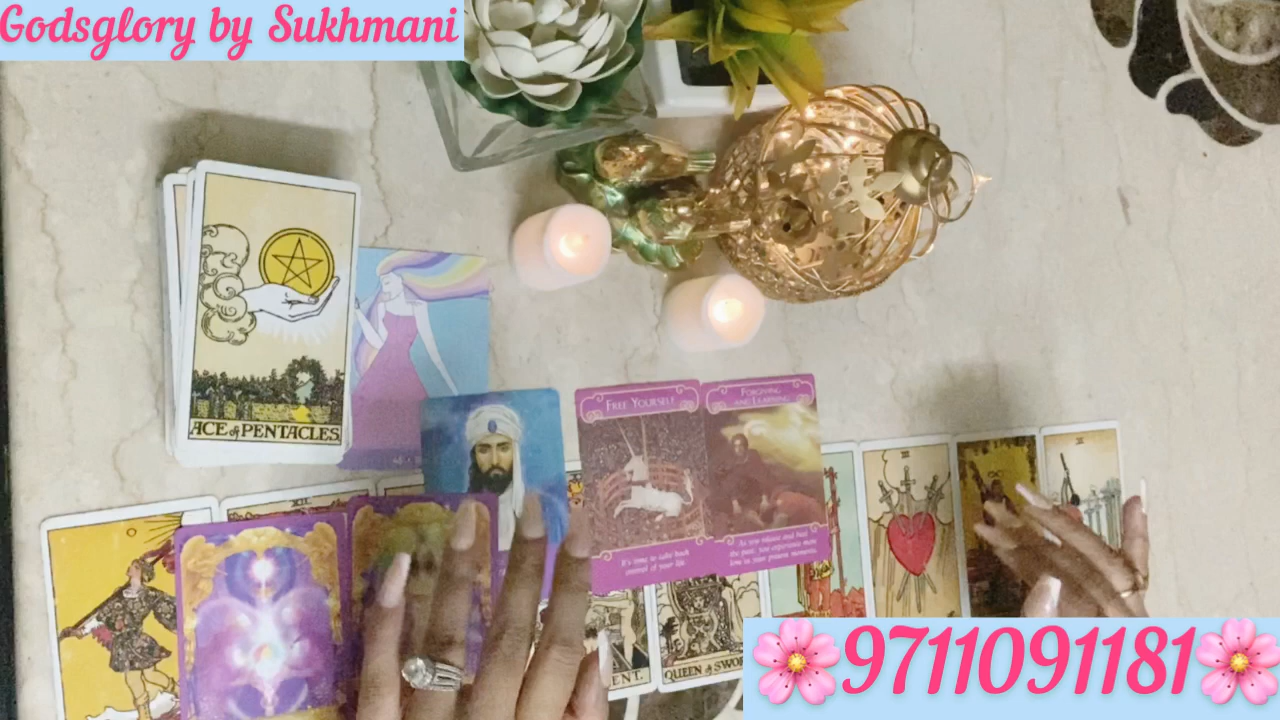 Godsglory by Sukhmani
ACE of PENTACLES
FREE YOURSELF
It's time to take back
control of your life.
FORGIVING
AND LEARNING
As you release and heal
the past, you experience more
love in your present moments.
III
QUEEN of SWO
9711091181